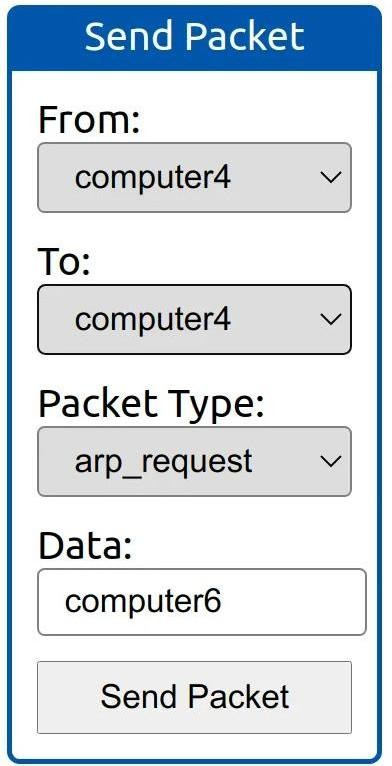 Send Packet
From:
computer4
To:
computer4
Packet Type:
arp_request
Data:
computer6
Send Packet